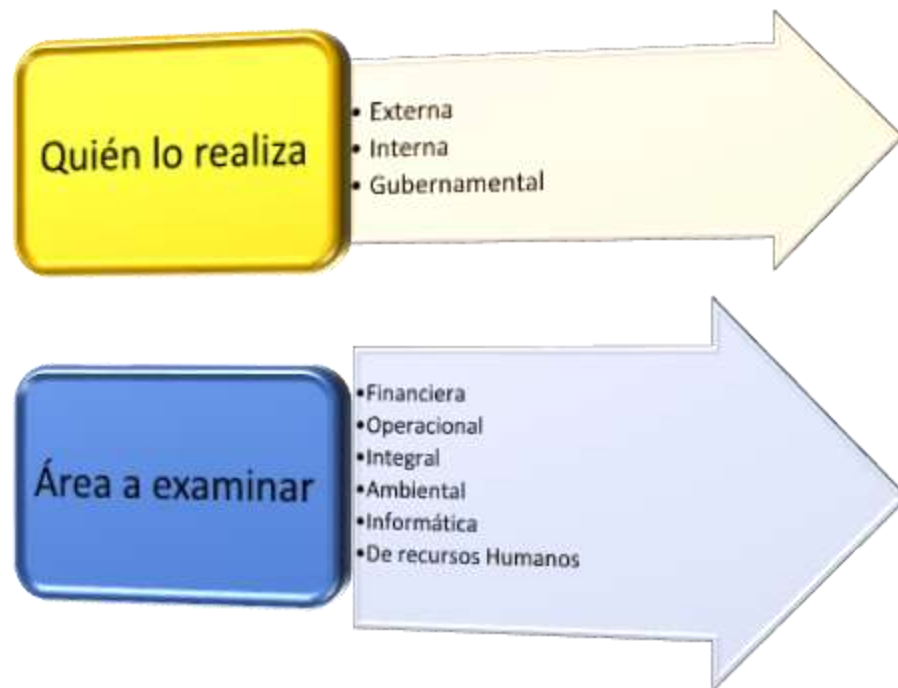 Quién lo realiza
• Externa
• Interna
• Gubernamental
Área a examinar
•Financiera
•Operacional
•Integral
•Ambiental
•Informática
•De recursos Humanos